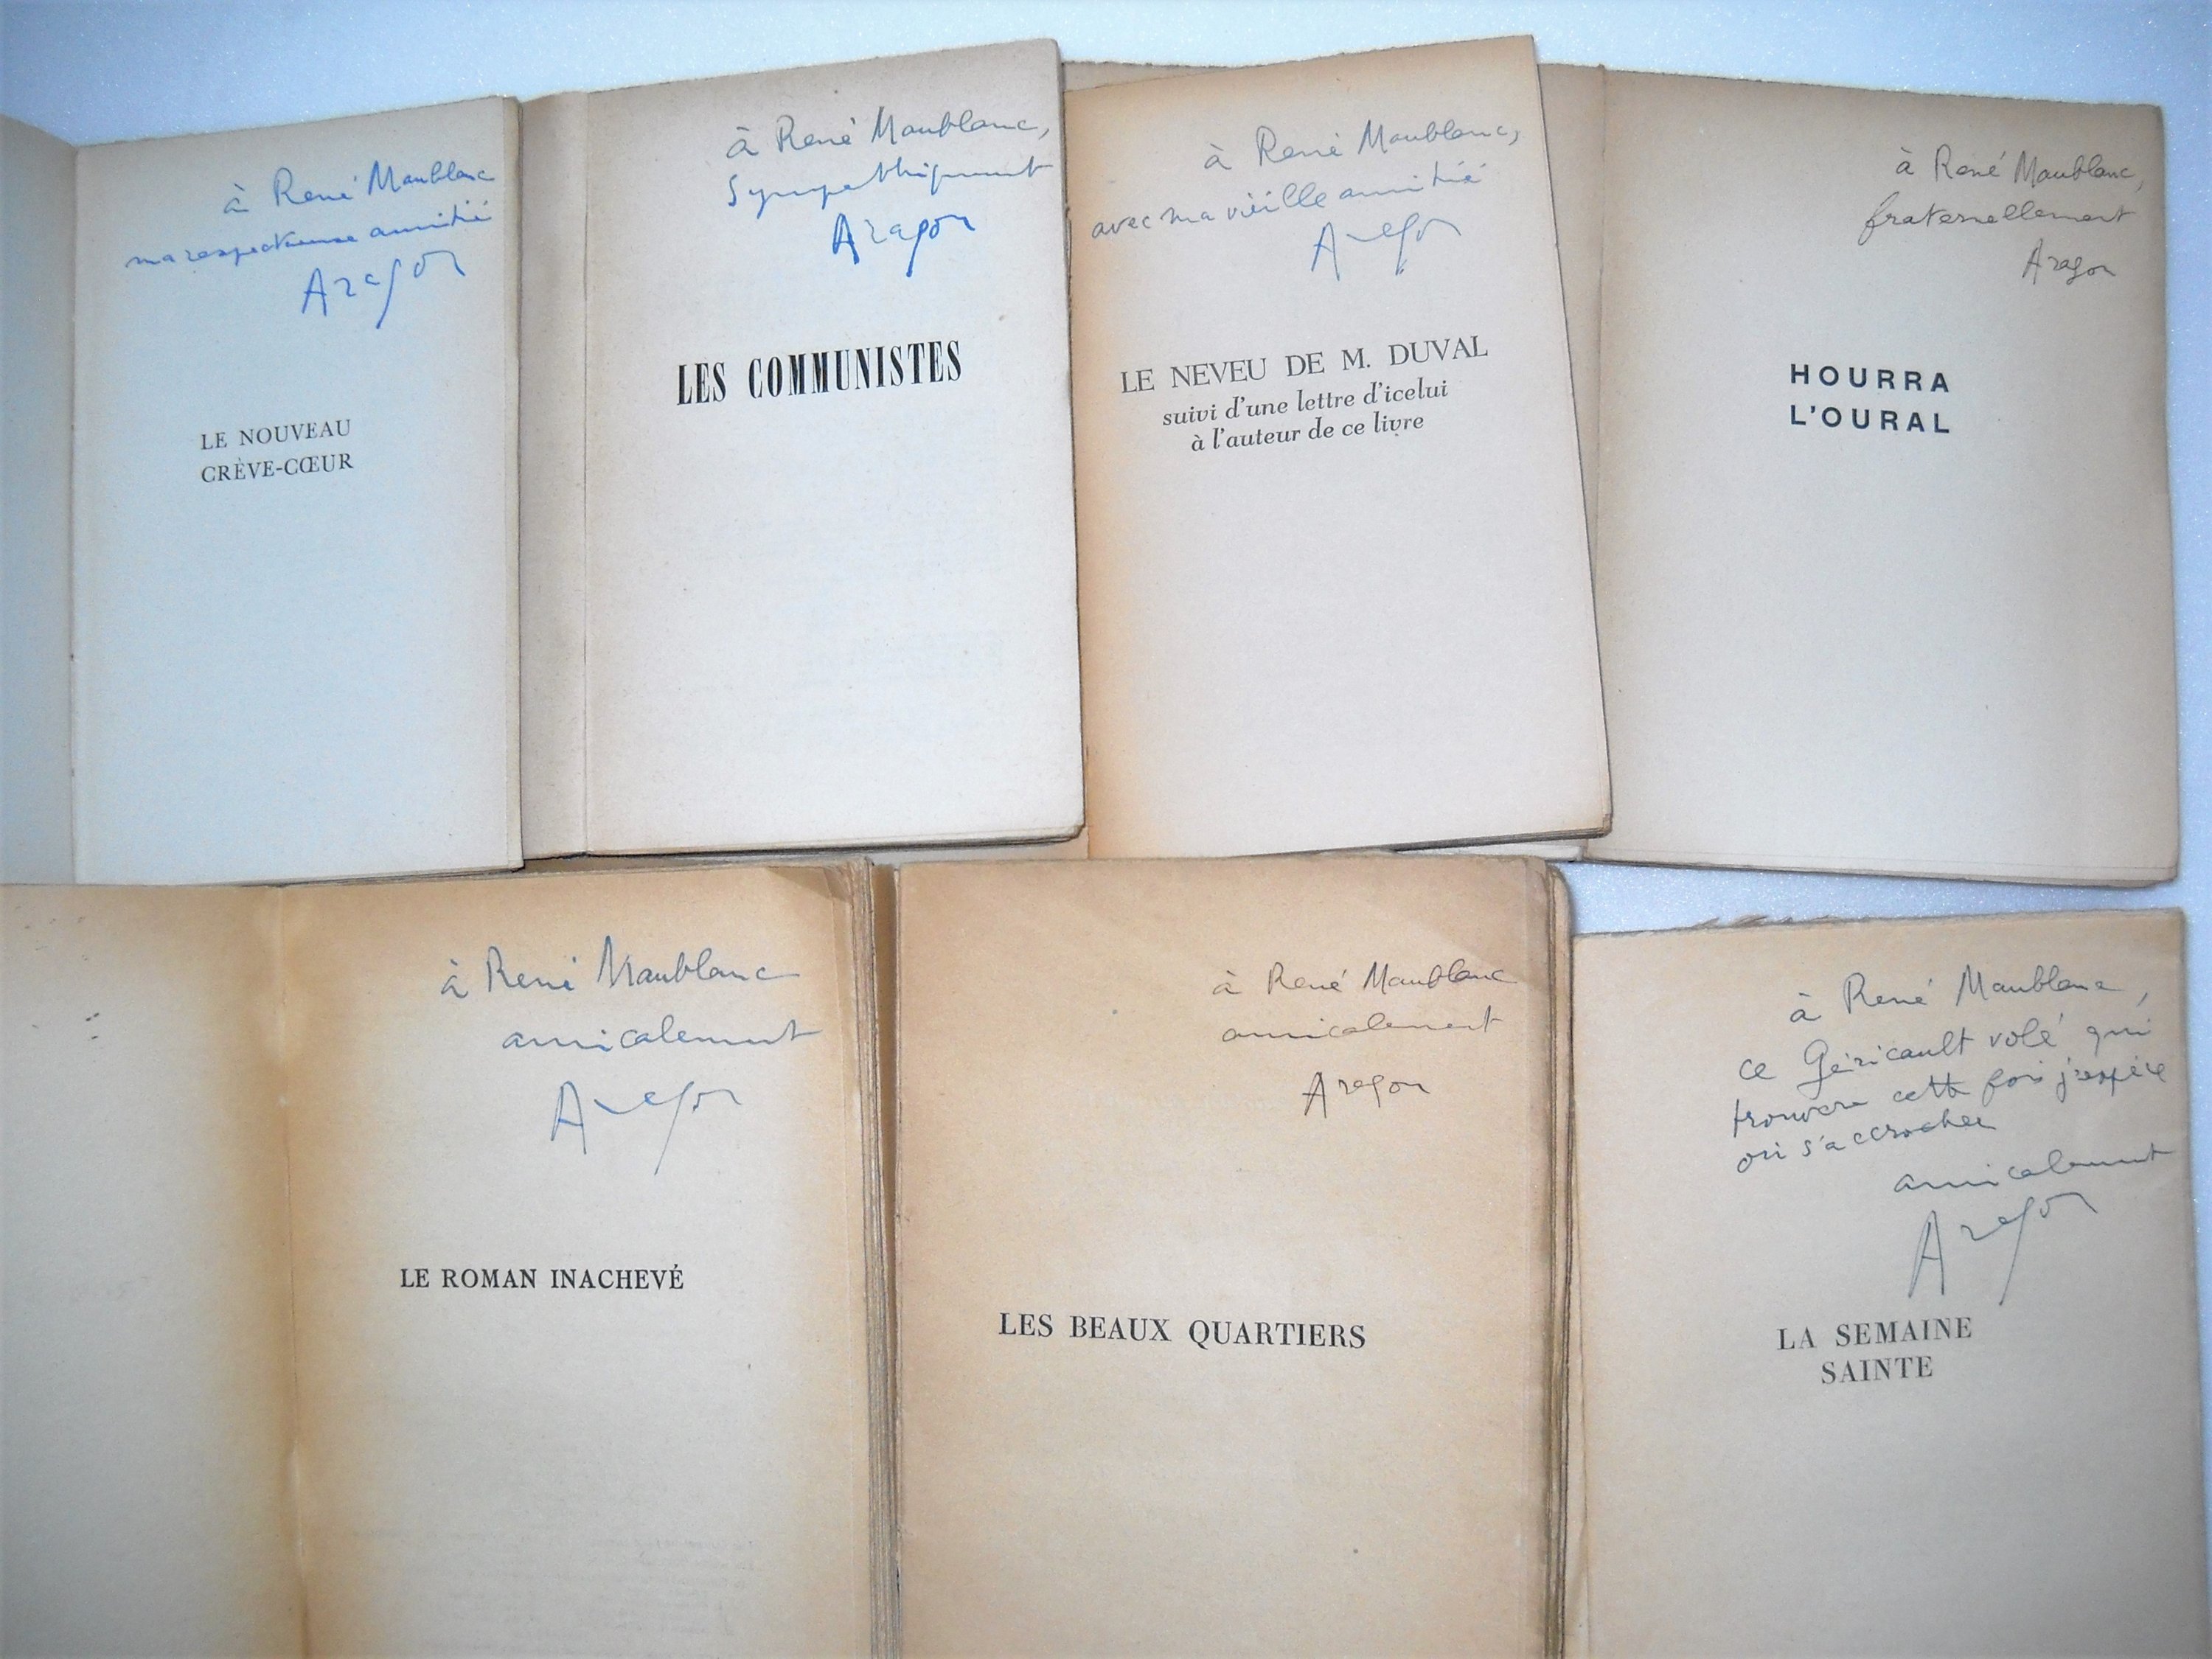 à René Maublanc
ma respectueuse amitié
Aragon
LE NOUVEAU
CRÈVE-CŒUR
à René Maublanc,
Sympathiquement
Aragon
LES COMMUNISTES
à René Maublanc,
avec ma vieille amitié
Aragon
LE NEVEU DE M. DUVAL
suivi d'une lettre d'icelui
à l'auteur de ce livre
à René Maublanc,
fraternellement
Aragon
HOURRA
L'OURAL
à René Maublanc
amicalement
Aragon
LE ROMAN INACHEVÉ
à René Maublanc
amicalement
Aragon
LES BEAUX QUARTIERS
à René Maublanc,
ce Géricault volé qui
trouvera cette fois j'espère
où s'accrocher
amicalement
Aragon
LA SEMAINE
SAINTE